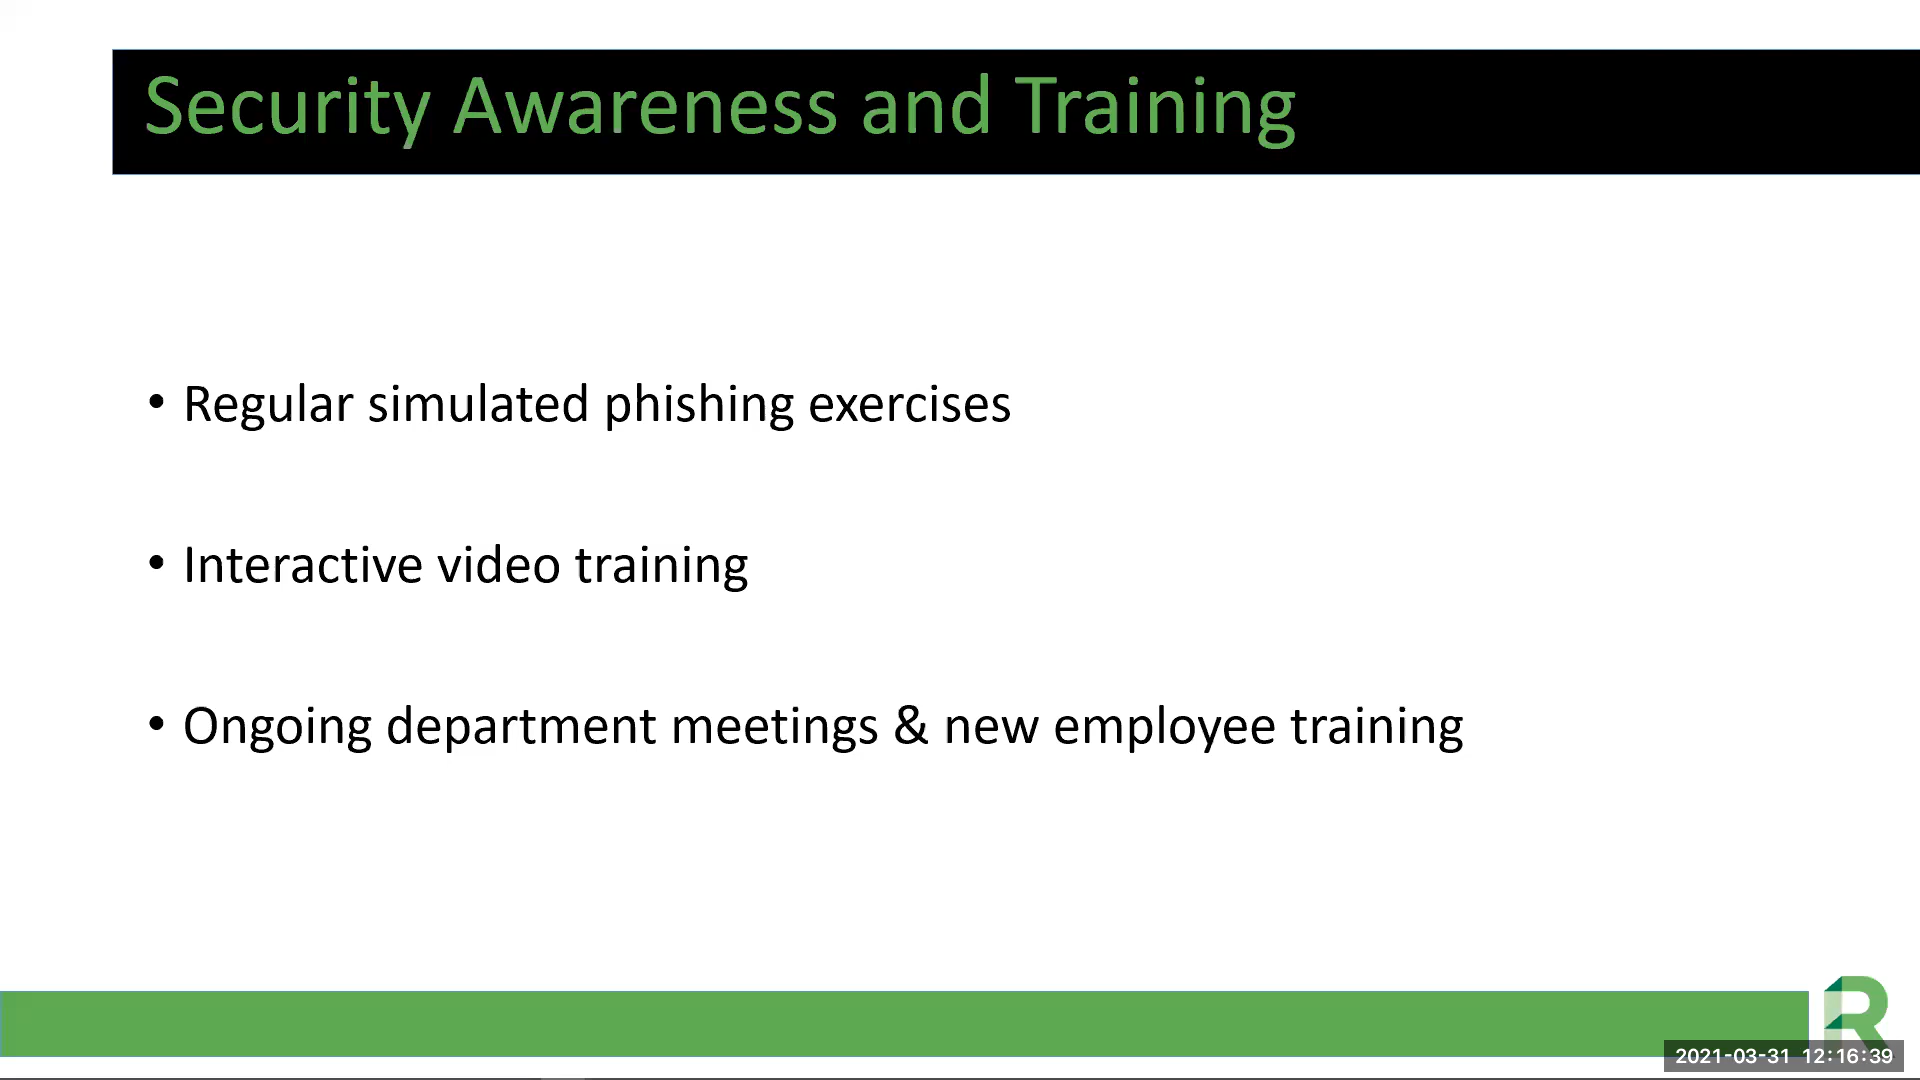 Security Awareness and Training
• Regular simulated phishing exercises
• Interactive video training
• Ongoing department meetings & new employee training
R
2021-03-31 12:16:39